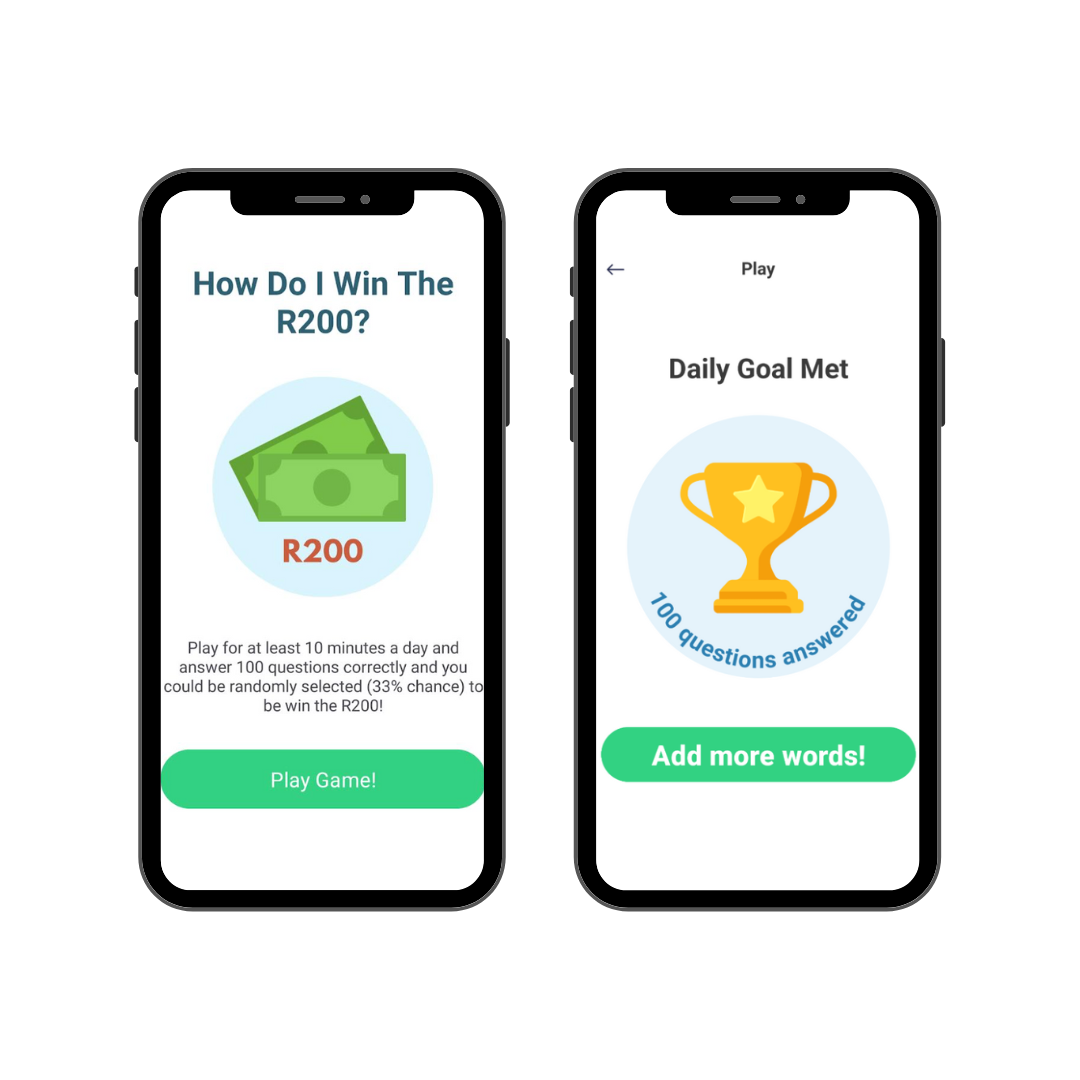 How Do I Win The
R200?
R200
Play for at least 10 minutes a day and
answer 100 questions correctly and you
could be randomly selected (33% chance) to
be win the R200!
Play Game!
Play
Daily Goal Met
100 questions answered
Add more words!